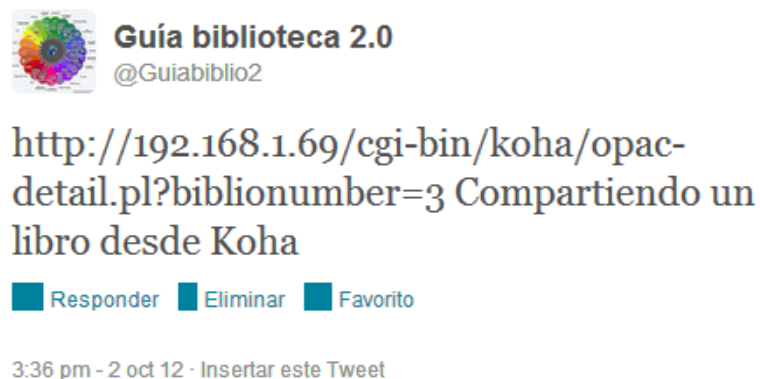 Guía biblioteca 2.0
@Guiabiblio2
http://192.168.1.69/cgi-bin/koha/opac-
detail.pl?biblionumber=3 Compartiendo un
libro desde Koha
Responder Eliminar Favorito
3:36 pm - 2 oct 12 · Insertar este Tweet